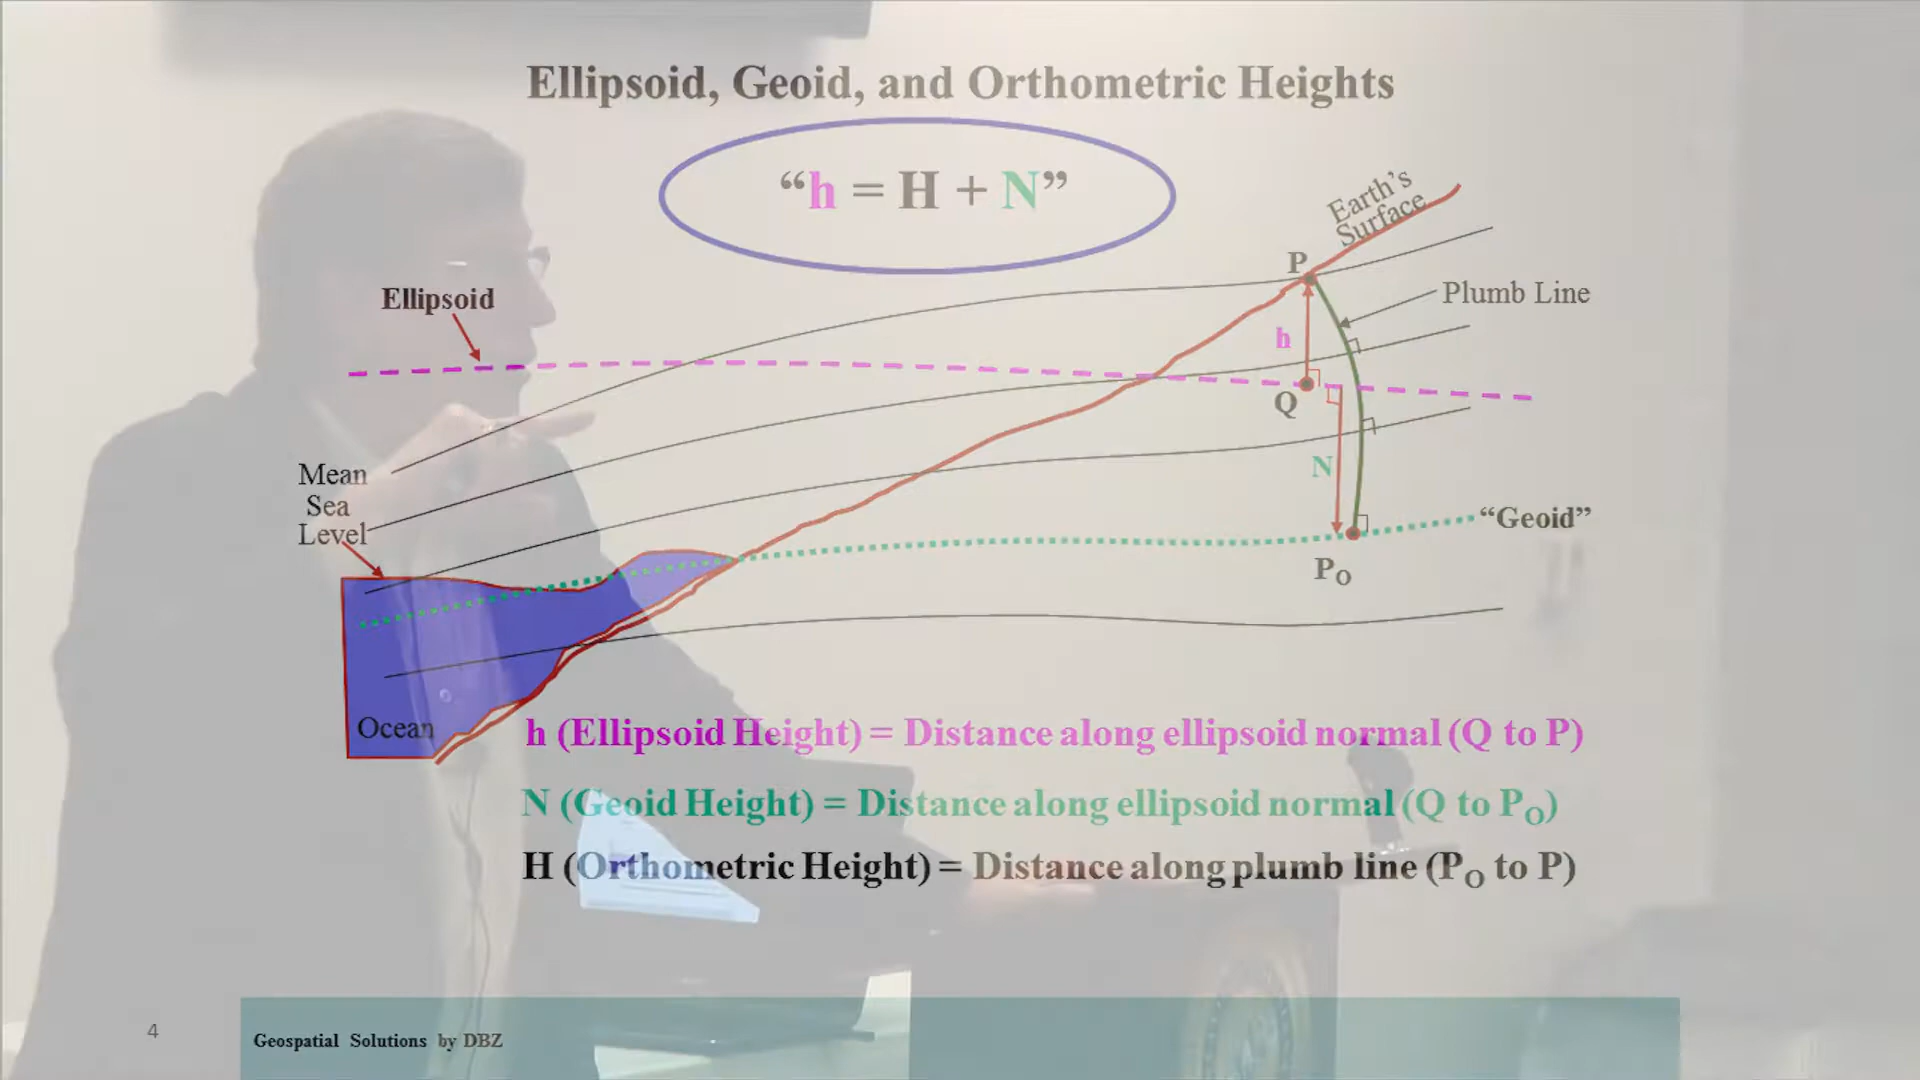 Ellipsoid, Geoid, and Orthometric Heights
“h = H + N”
Earth’s
Surface
P
Plumb Line
Ellipsoid
h
Q
Mean
Sea
Level
N
“Geoid”
P_O
Ocean
h (Ellipsoid Height) = Distance along ellipsoid normal (Q to P)
N (Geoid Height) = Distance along ellipsoid normal (Q to P_O)
H (Orthometric Height) = Distance along plumb line (P_O to P)
4
Geospatial Solutions by DBZ